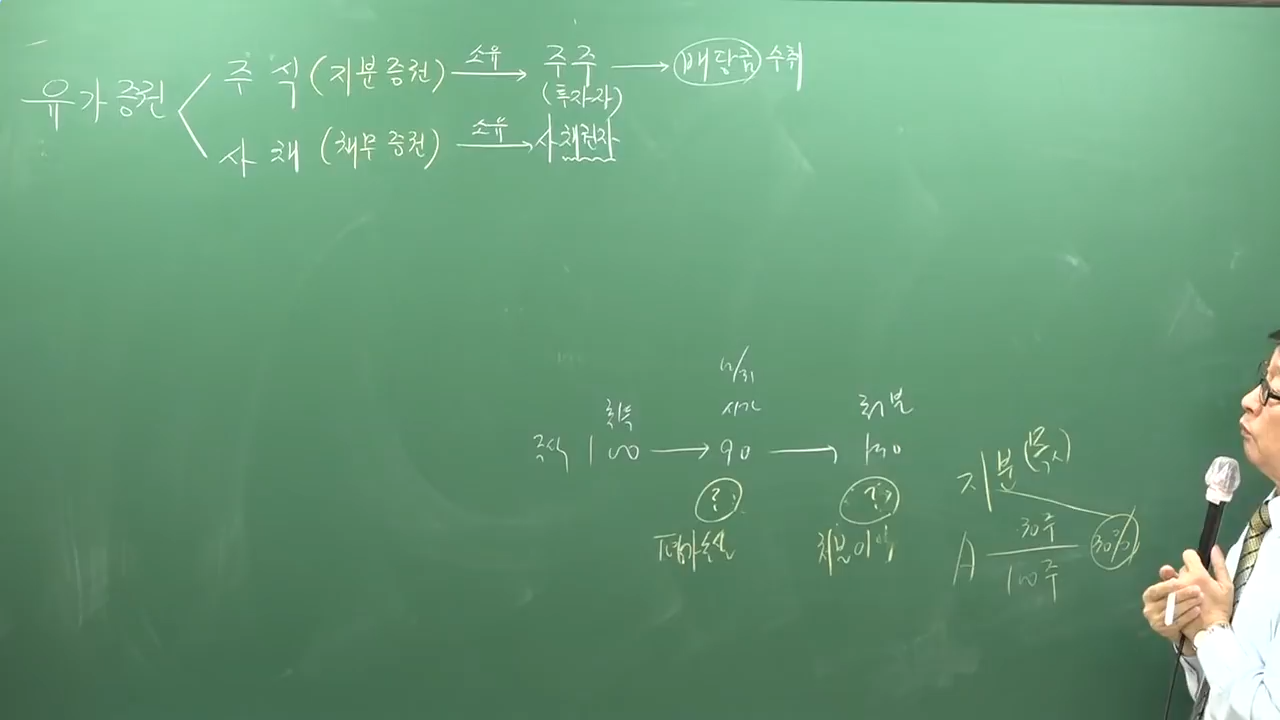 유가증권
주식 (지분증권) 소유 → 주주 → 배당금 수취
(투자자)
사채 (채무증권) 소유 → 사채권자
12/31
취득 시가 처분
주식 100 → 90 →
? ?
평가손실 처분이익
지분(몫)
A 30주 30%
100주